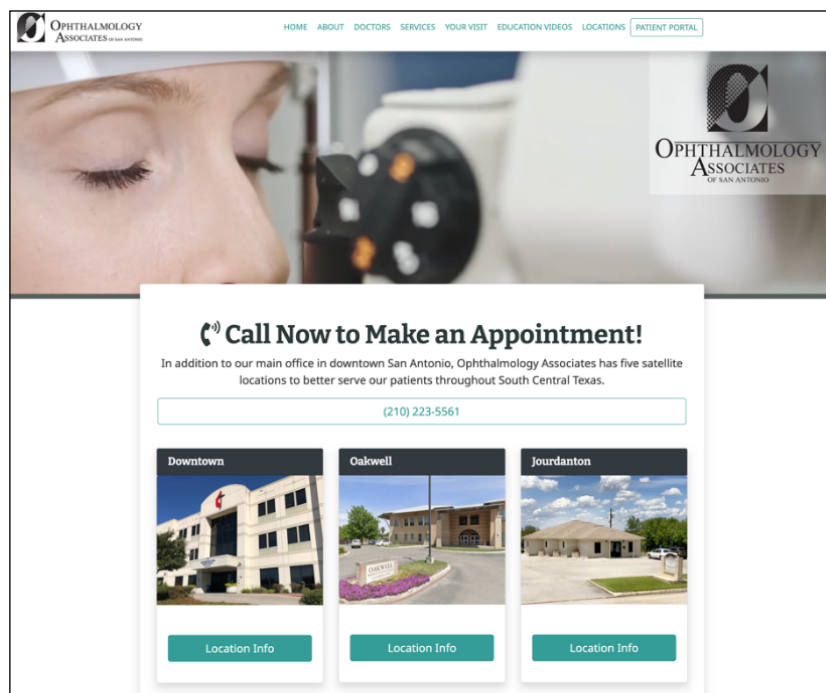 OPHTHALMOLOGY
ASSOCIATES OF SAN ANTONIO
HOME ABOUT DOCTORS SERVICES YOUR VISIT EDUCATION VIDEOS LOCATIONS PATIENT PORTAL
OPHTHALMOLOGY
ASSOCIATES
OF SAN ANTONIO
Call Now to Make an Appointment!
In addition to our main office in downtown San Antonio, Ophthalmology Associates has five satellite
locations to better serve our patients throughout South Central Texas.
(210) 223-5561
Downtown Oakwell Jourdanton
OAKWELL
Location Info Location Info Location Info